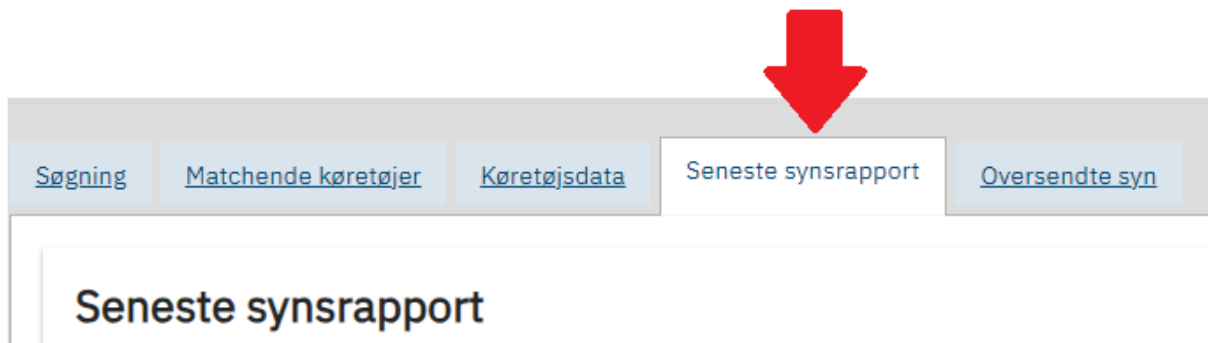 Søgning Matchende køretøjer Køretøjsdata Seneste synsrapport Oversendte syn
Seneste synsrapport